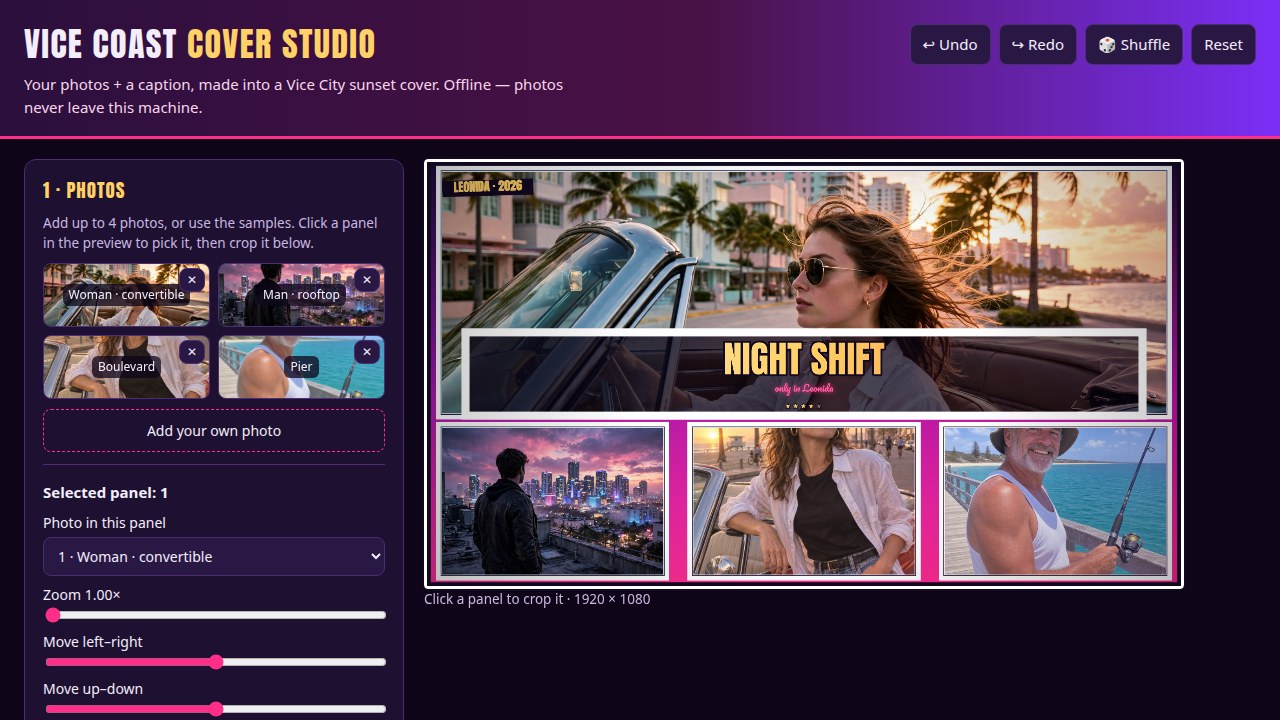 VICE COAST COVER STUDIO
Your photos + a caption, made into a Vice City sunset cover. Offline — photos
never leave this machine.
↩ Undo
↪ Redo
🎲 Shuffle
Reset
1 · PHOTOS
Add up to 4 photos, or use the samples. Click a panel
in the preview to pick it, then crop it below.
Woman · convertible
×
Man · rooftop
×
Boulevard
×
Pier
×
Add your own photo
Selected panel: 1
Photo in this panel
1 · Woman · convertible
Zoom 1.00×
Move left–right
Move up–down
LEONIDA · 2026
NIGHT SHIFT
only in Leonida
★★★★★
Click a panel to crop it · 1920 × 1080